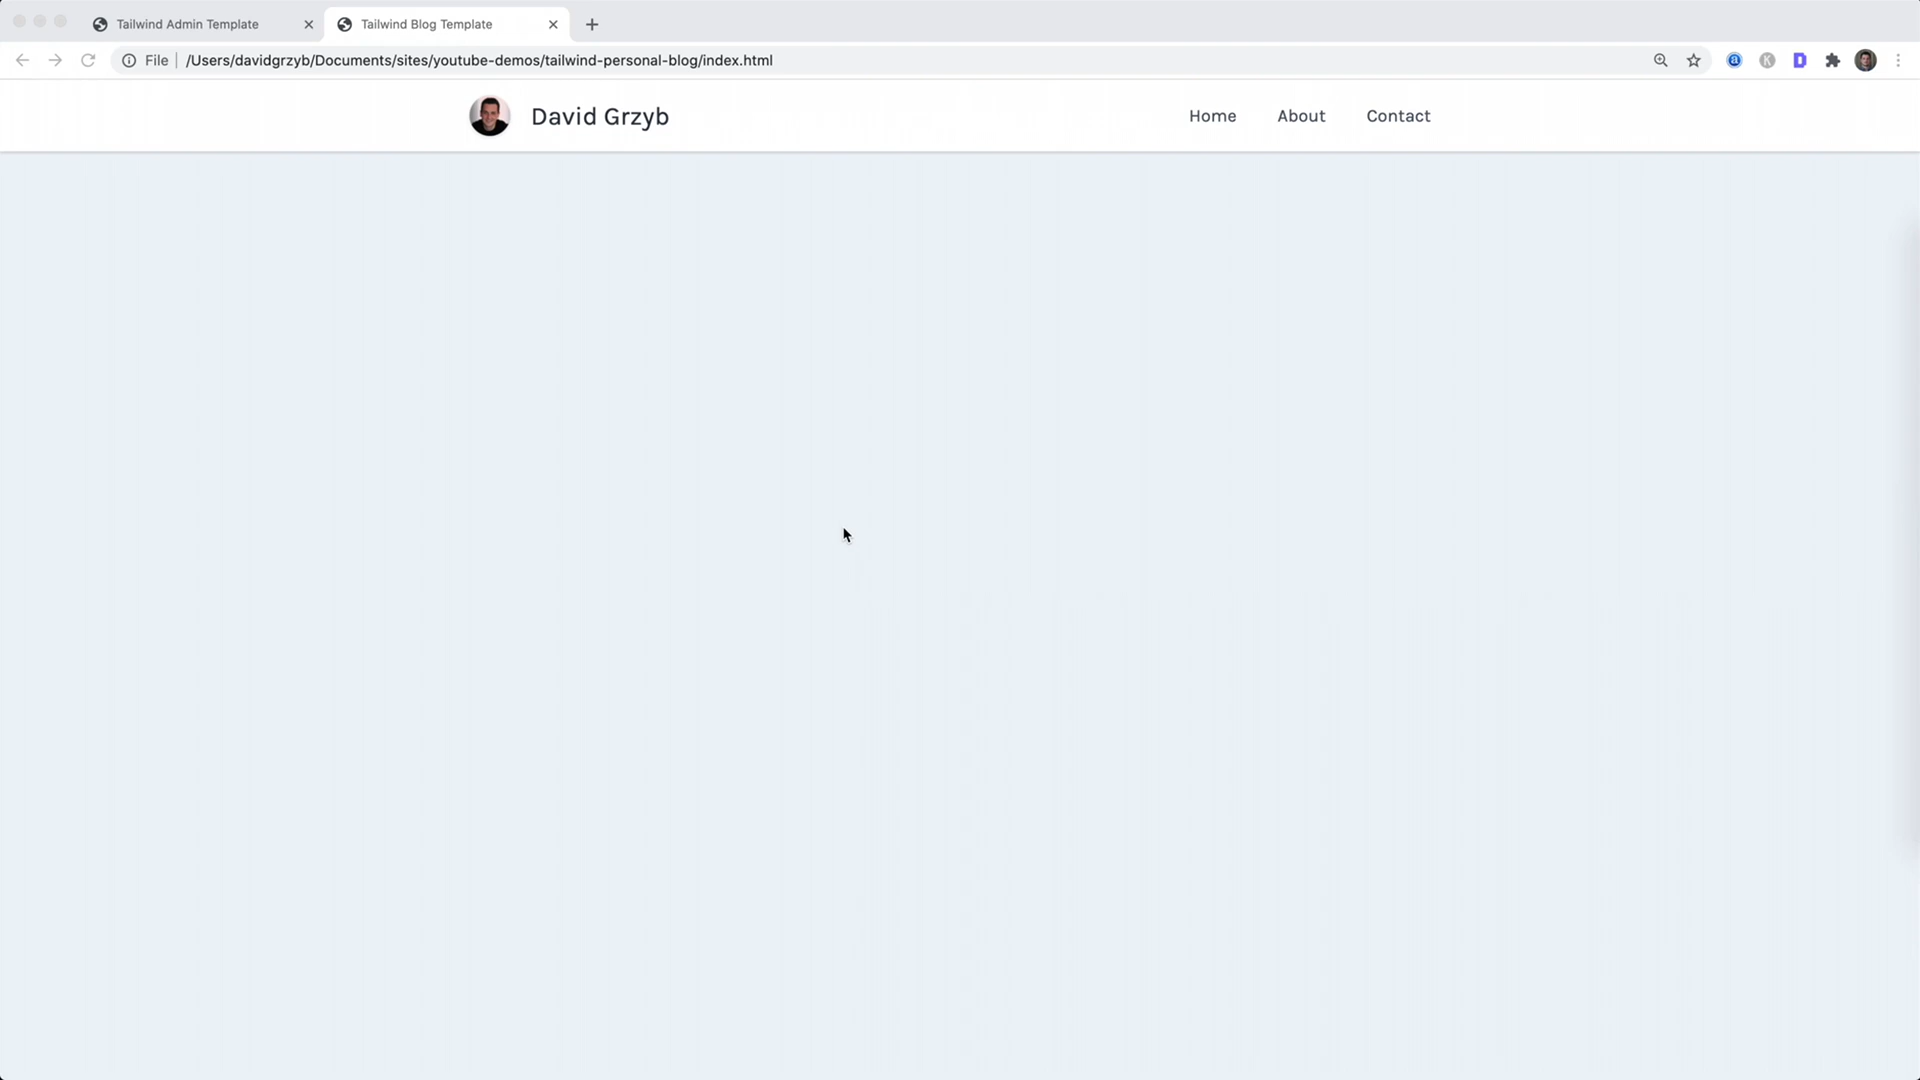 Tailwind Admin Template
Tailwind Blog Template
File
/Users/davidgrzyb/Documents/sites/youtube-demos/tailwind-personal-blog/index.html
David Grzyb
Home
About
Contact